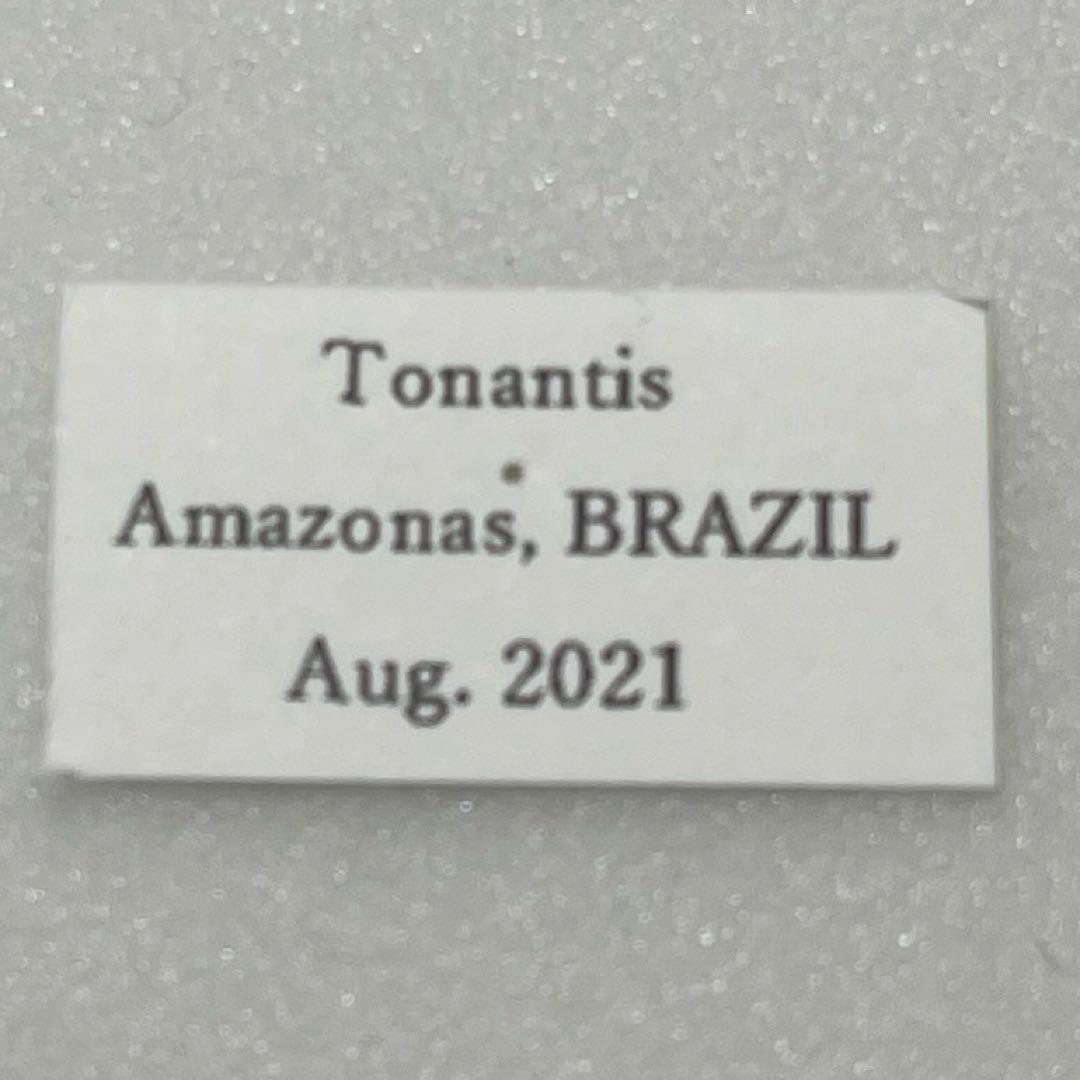 Tonantis
Amazonas, BRAZIL
Aug. 2021